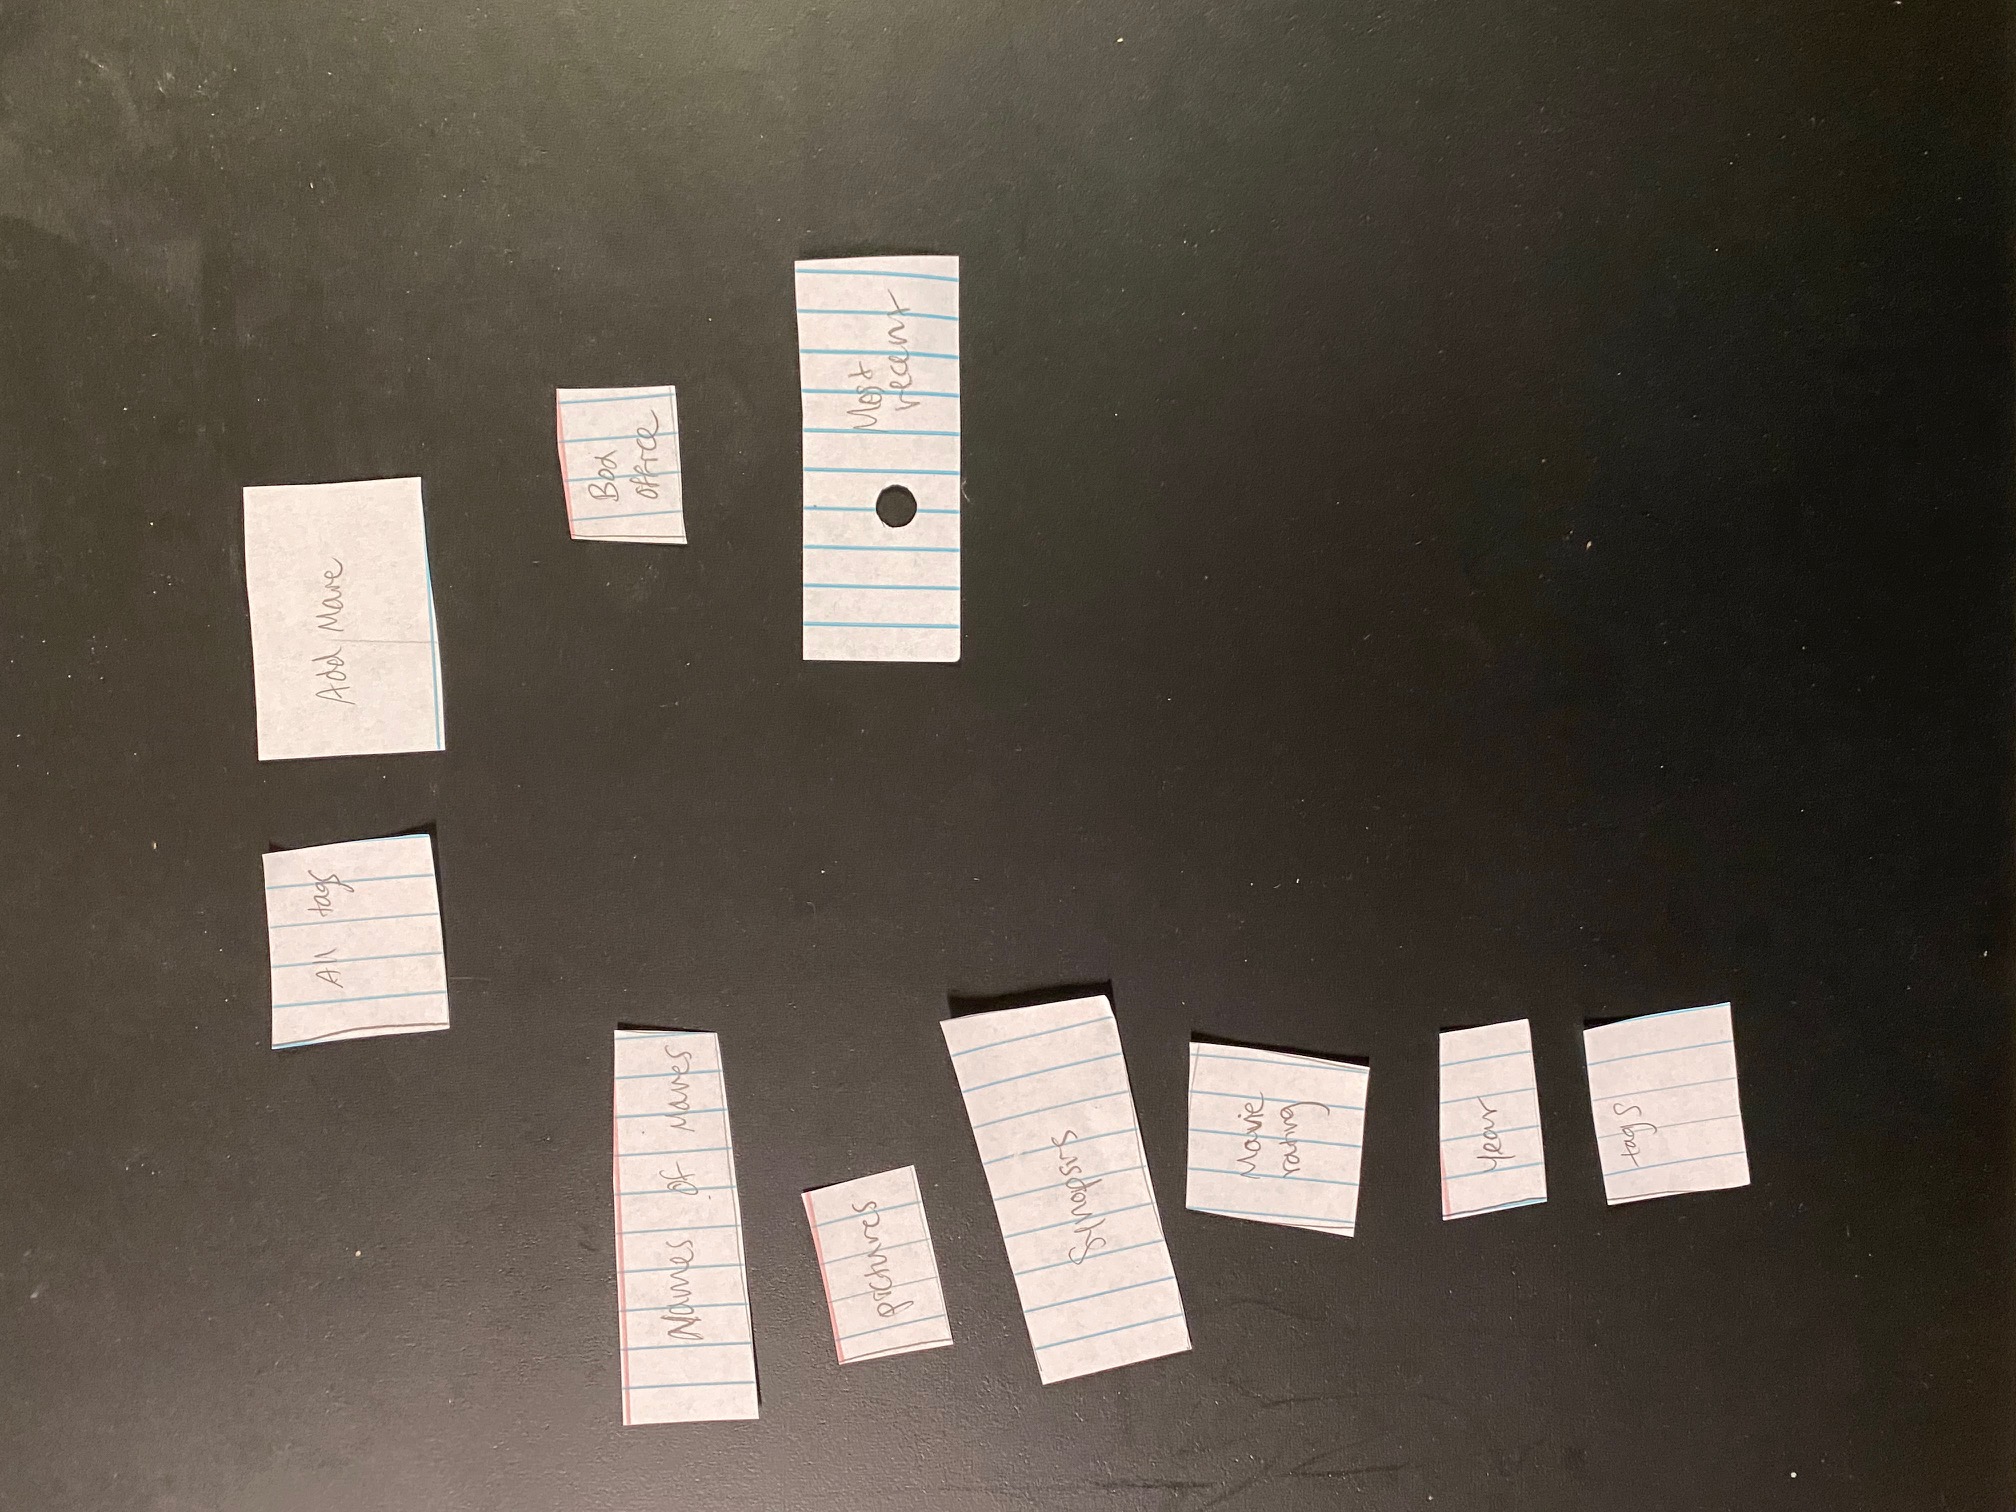 All tags
Add Movie
Box
office
Names of Movies
pictures
Most
recent
Synopsis
Movie
rating
year
tags